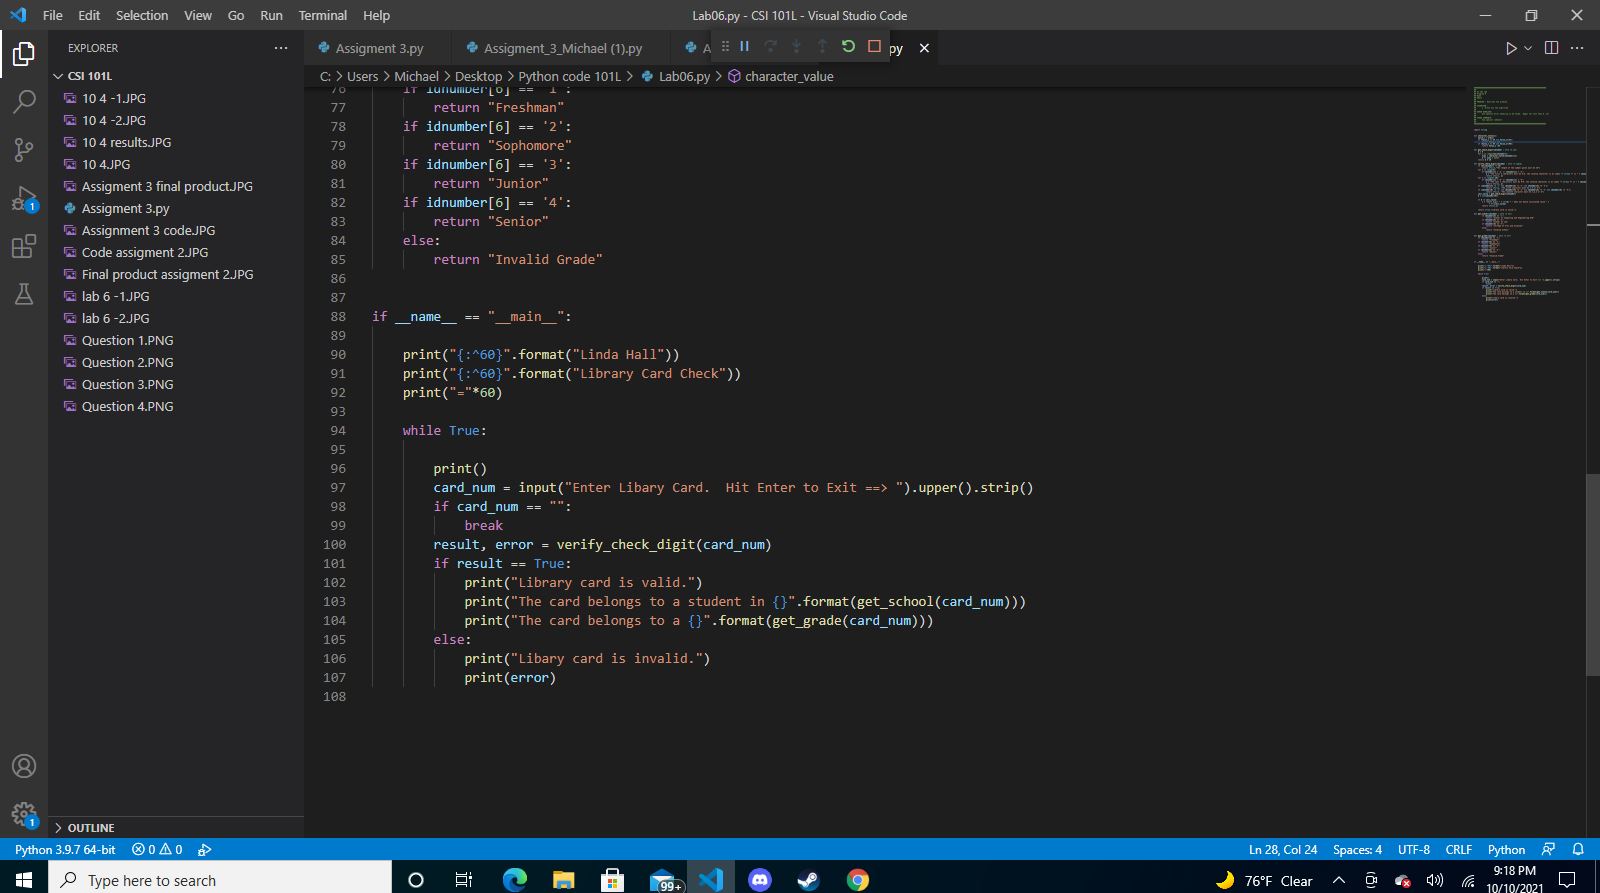 File Edit Selection View Go Run Terminal Help
Lab06.py - CSI 101L - Visual Studio Code
EXPLORER
Assigment 3.py
Assigment_3_Michael (1).py
A
py
CSI 101L
C: > Users > Michael > Desktop > Python code 101L > Lab06.py > character_value
10 4 -1.JPG
10 4 -2.JPG
10 4 results.JPG
10 4.JPG
Assigment 3 final product.JPG
Assigment 3.py
Assignment 3 code.JPG
Code assigment 2.JPG
Final product assigment 2.JPG
lab 6 -1.JPG
lab 6 -2.JPG
Question 1.PNG
Question 2.PNG
Question 3.PNG
Question 4.PNG
OUTLINE
1
1
76 if idnumber[6] == '1':
77 return "Freshman"
78 if idnumber[6] == '2':
79 return "Sophomore"
80 if idnumber[6] == '3':
81 return "Junior"
82 if idnumber[6] == '4':
83 return "Senior"
84 else:
85 return "Invalid Grade"
86
87
88 if __name__ == "__main__":
89
90 print("{:^60}".format("Linda Hall"))
91 print("{:^60}".format("Library Card Check"))
92 print("="*60)
93
94 while True:
95
96 print()
97 card_num = input("Enter Libary Card.  Hit Enter to Exit ==> ").upper().strip()
98 if card_num == "":
99 break
100 result, error = verify_check_digit(card_num)
101 if result == True:
102 print("Library card is valid.")
103 print("The card belongs to a student in {}".format(get_school(card_num)))
104 print("The card belongs to a {}".format(get_grade(card_num)))
105 else:
106 print("Libary card is invalid.")
107 print(error)
108
Python 3.9.7 64-bit 0 0
Ln 28, Col 24 Spaces: 4 UTF-8 CRLF Python
Type here to search
99+
76°F Clear
9:18 PM
10/10/2021